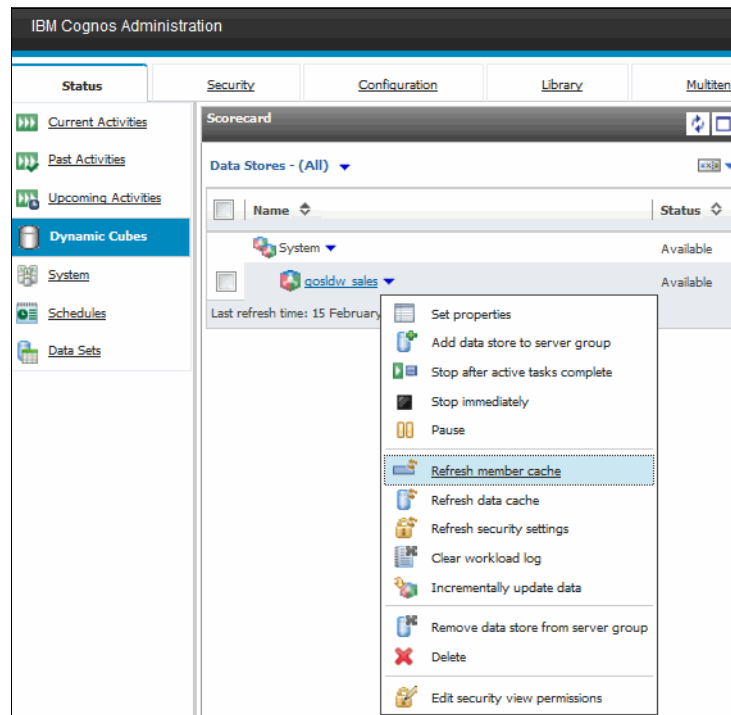 IBM Cognos Administration
Status
Security
Configuration
Library
Multiten
Current Activities
Past Activities
Upcoming Activities
Dynamic Cubes
System
Schedules
Data Sets
Scorecard
Data Stores - (All)
Name
Status
System
Available
gosldw_sales
Available
Last refresh time: 15 February
Set properties
Add data store to server group
Stop after active tasks complete
Stop immediately
Pause
Refresh member cache
Refresh data cache
Refresh security settings
Clear workload log
Incrementally update data
Remove data store from server group
Delete
Edit security view permissions